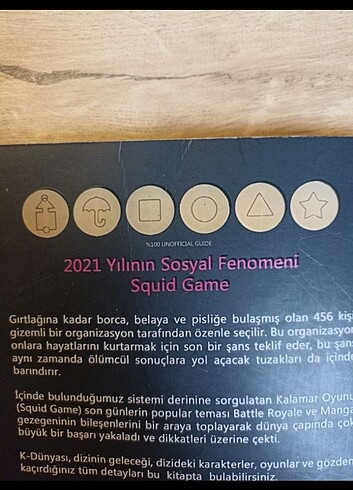 %100 UNOFFICIAL GUIDE
2021 Yılının Sosyal Fenomeni
Squid Game
Gırtlağına kadar borca, belaya ve pisliğe bulaşmış olan 456 kişi
gizemli bir organizasyon tarafından özenle seçilir. Bu organizasyon
onlara hayatlarını kurtarmak için son bir şans teklif eder, bu şans
aynı zamanda ölümcül sonuçlara yol açacak tuzakları da içinde
barındırır.
İçinde bulunduğumuz sistemi derinine sorgulatan Kalamar Oyunu
(Squid Game) son günlerin popular teması Battle Royale ve Manga
gezegeninin bileşenlerini bir araya toplayarak dünya çapında çok
büyük bir başarı yakaladı ve dikkatleri üzerine çekti.
K-Dünyası, dizinin geleceği, dizideki karakterler, oyunlar ve gözden
kaçırdığınız tüm detayları bu kitapta bulabilirsiniz.